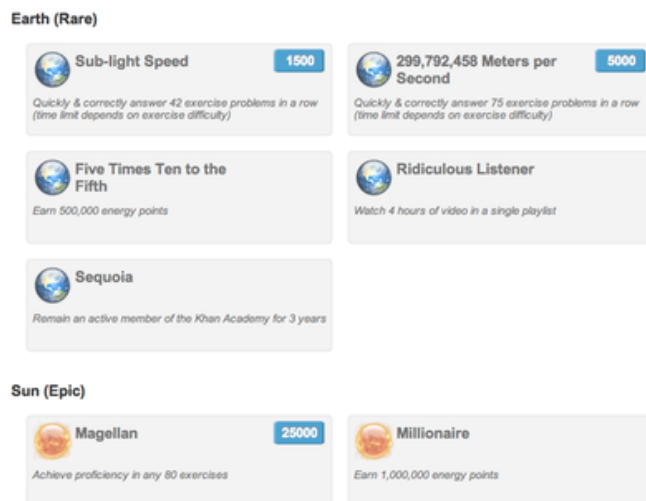 Earth (Rare)
Sub-light Speed
1500
Quickly & correctly answer 42 exercise problems in a row
(time limit depends on exercise difficulty)
299,792,458 Meters per
Second
5000
Quickly & correctly answer 75 exercise problems in a row
(time limit depends on exercise difficulty)
Five Times Ten to the
Fifth
Earn 500,000 energy points
Ridiculous Listener
Watch 4 hours of video in a single playlist
Sequoia
Remain an active member of the Khan Academy for 3 years
Sun (Epic)
Magellan
25000
Achieve proficiency in any 80 exercises
Millionaire
Earn 1,000,000 energy points